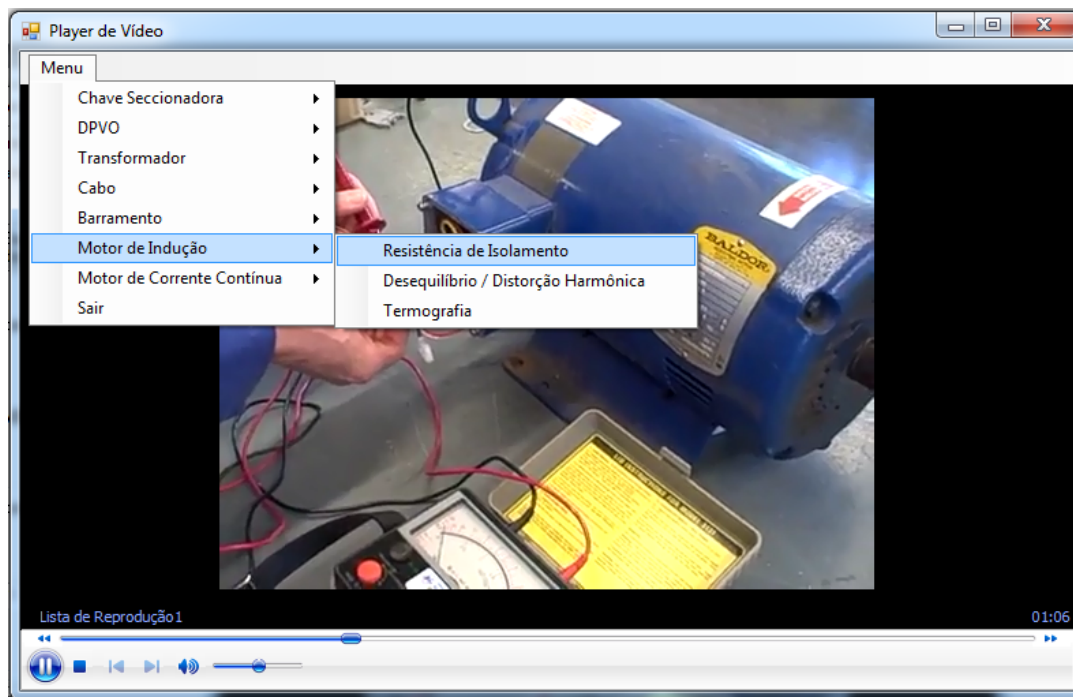 Player de Vídeo
Menu
Chave Seccionadora
DPVO
Transformador
Cabo
Barramento
Motor de Indução
Resistência de Isolamento
Motor de Corrente Contínua
Desequilíbrio / Distorção Harmônica
Sair
Termografia
BALDOR
Lista de Reprodução1
01:06